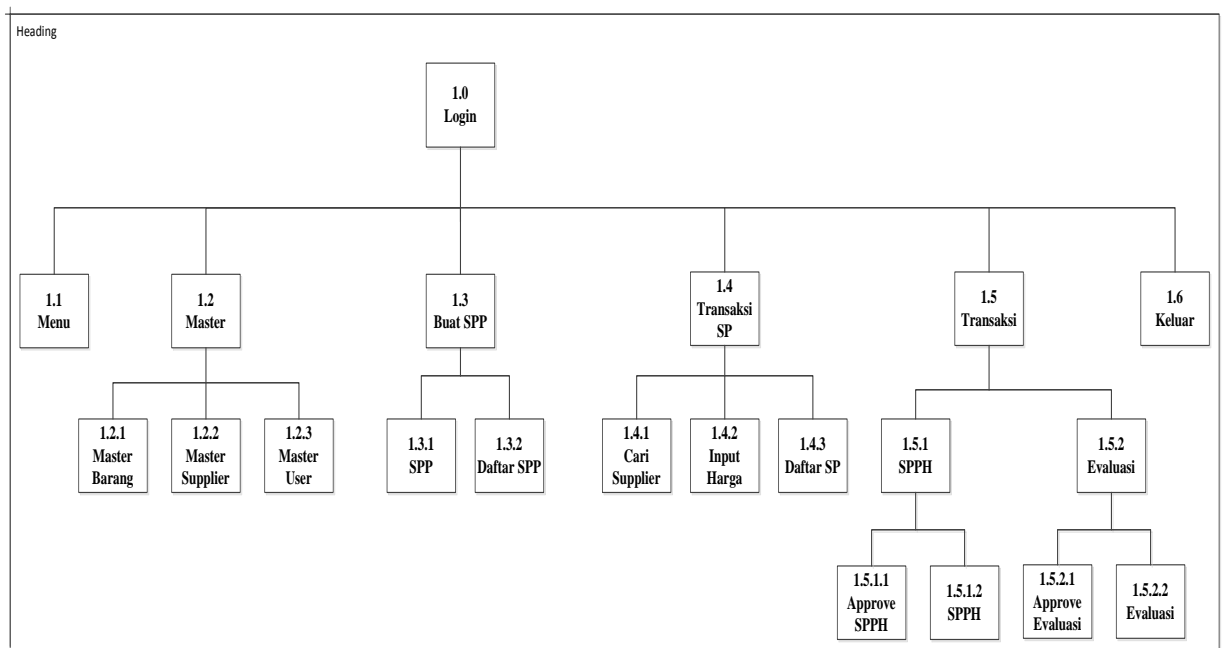 Heading
1.0
Login
1.1
Menu
1.2
Master
1.3
Buat SPP
1.4
Transaksi
SP
1.5
Transaksi
1.6
Keluar
1.2.1
Master
Barang
1.2.2
Master
Supplier
1.2.3
Master
User
1.3.1
SPP
1.3.2
Daftar SPP
1.4.1
Cari
Supplier
1.4.2
Input
Harga
1.4.3
Daftar SP
1.5.1
SPPH
1.5.2
Evaluasi
1.5.1.1
Approve
SPPH
1.5.1.2
SPPH
1.5.2.1
Approve
Evaluasi
1.5.2.2
Evaluasi